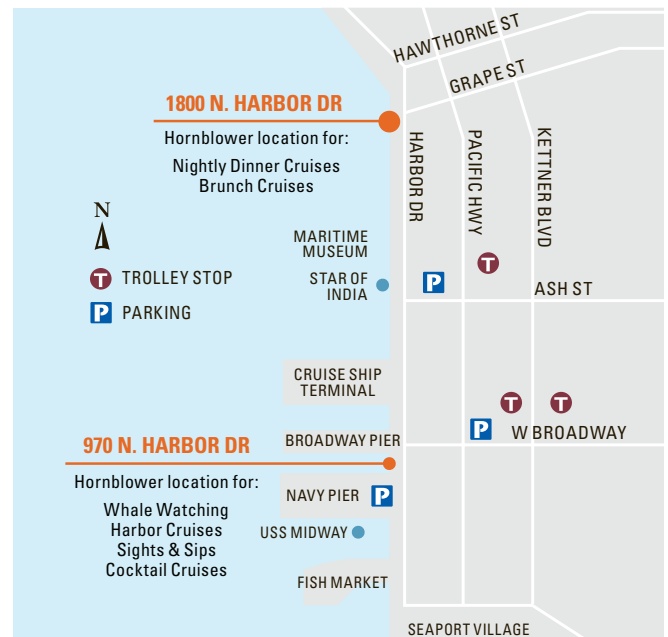 HAWTHORNE ST
GRAPE ST
1800 N. HARBOR DR
Hornblower location for:
Nightly Dinner Cruises
Brunch Cruises
HARBOR DR
PACIFIC HWY
KETTNER BLVD
N
MARITIME
MUSEUM
STAR OF
INDIA
T TROLLEY STOP
P PARKING
P
T
ASH ST
CRUISE SHIP
TERMINAL
T
T
P
W BROADWAY
BROADWAY PIER
970 N. HARBOR DR
Hornblower location for:
Whale Watching
Harbor Cruises
Sights & Sips
Cocktail Cruises
NAVY PIER
P
USS MIDWAY
FISH MARKET
SEAPORT VILLAGE